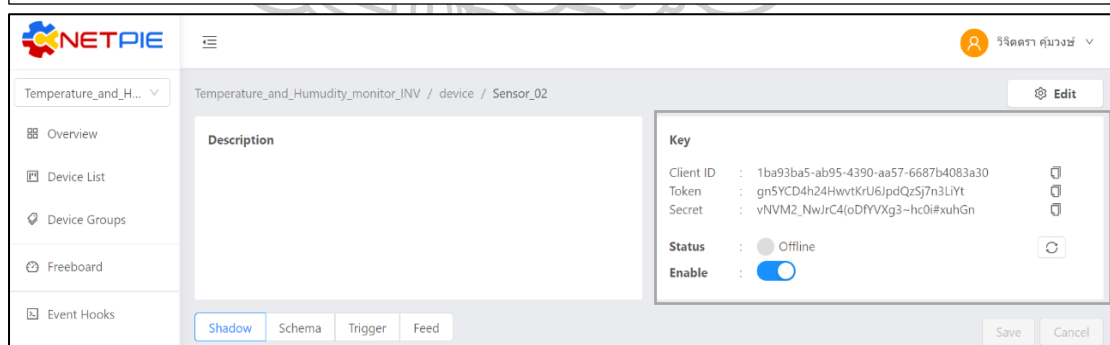 NETPIE
วิจิตตรา คุ้มวงษ์
Temperature_and_H...
Temperature_and_Humudity_monitor_INV / device / Sensor_02
Edit
Overview
Device List
Device Groups
Freeboard
Event Hooks
Description
Key
Client ID : 1ba93ba5-ab95-4390-aa57-6687b4083a30
Token : gn5YCD4h24HwvtKrU6JpdQzSj7n3LiYt
Secret : vNVM2_NwJrC4(oDfYVXg3~hc0i#xuhGn
Status : Offline
Enable :
Shadow Schema Trigger Feed
Save Cancel